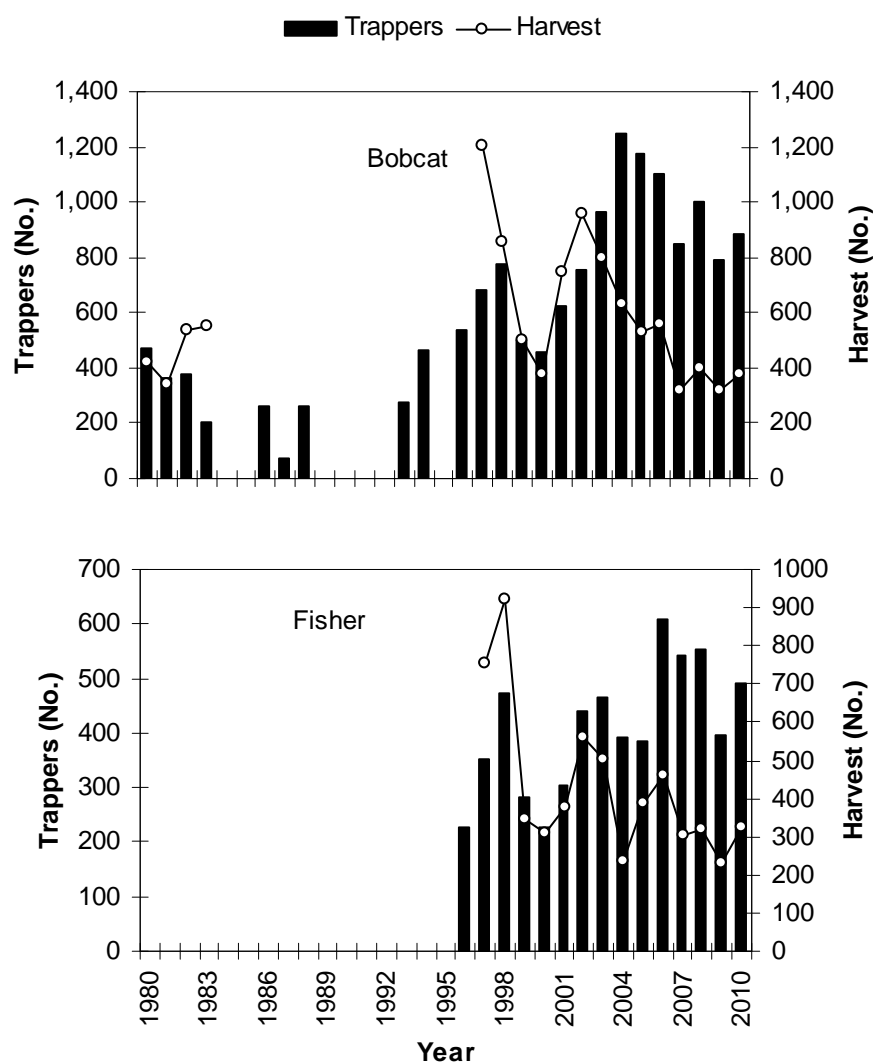 Trappers Harvest
1,400 1,400
1,200 1,200
Bobcat
1,000 1,000
800 800
600 600
400 400
200 200
0 0
Trappers (No.)
Harvest (No.)
700 1000
600 900
Fisher
500 800
400 700
300 600
200 500
100 400
0 300
200
100
0
Trappers (No.)
Harvest (No.)
1980 1983 1986 1989 1992 1995 1998 2001 2004 2007 2010
Year